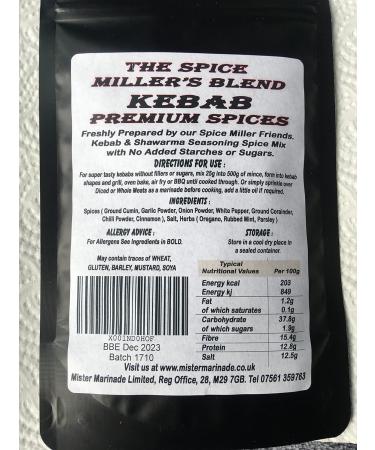 THE SPICE
MILLER'S BLEND
KEBAB
PREMIUM SPICES
Freshly Prepared by our Spice Miller Friends.
Kebab & Shawarma Seasoning Spice Mix
with No Added Starches or Sugars.
DIRECTIONS FOR USE :
For super tasty kebabs without fillers or sugars, mix 25g into 500g of mince, form into kebab
shapes and grill, oven bake, air fry or BBQ until cooked through. Or simply sprinkle over
Diced or Whole Meats as a marinade before cooking, add a little oil if required.
INGREDIENTS :
Spices ( Ground Cumin, Garlic Powder, Onion Powder, White Pepper, Ground Corainder,
Chili Powder, Cinnamon ), Salt, Herbs ( Oregano, Rubbed Mint, Parsley )
ALLERGY ADVICE :
For Allergens See Ingredients in BOLD.
May contain traces of WHEAT,
GLUTEN, BARLEY, MUSTARD, SOYA
STORAGE :
Store in a cool dry place in
a sealed container.
Typical
Nutritional Values Per 100g
Energy kcal 203
Energy kj 849
Fat 1.2g
of which saturates 0.1g
Carbohydrate 37.8g
of which sugars 1.9g
Fibre 15.4g
Protein 12.8g
Salt 12.5g
X001ND0HOF
BBE Dec 2023
Batch 1710
Visit us at www.mistermarinade.co.uk
Mister Marinade Limited, Reg Office, 28, M29 7GB. Tel 07561 359763